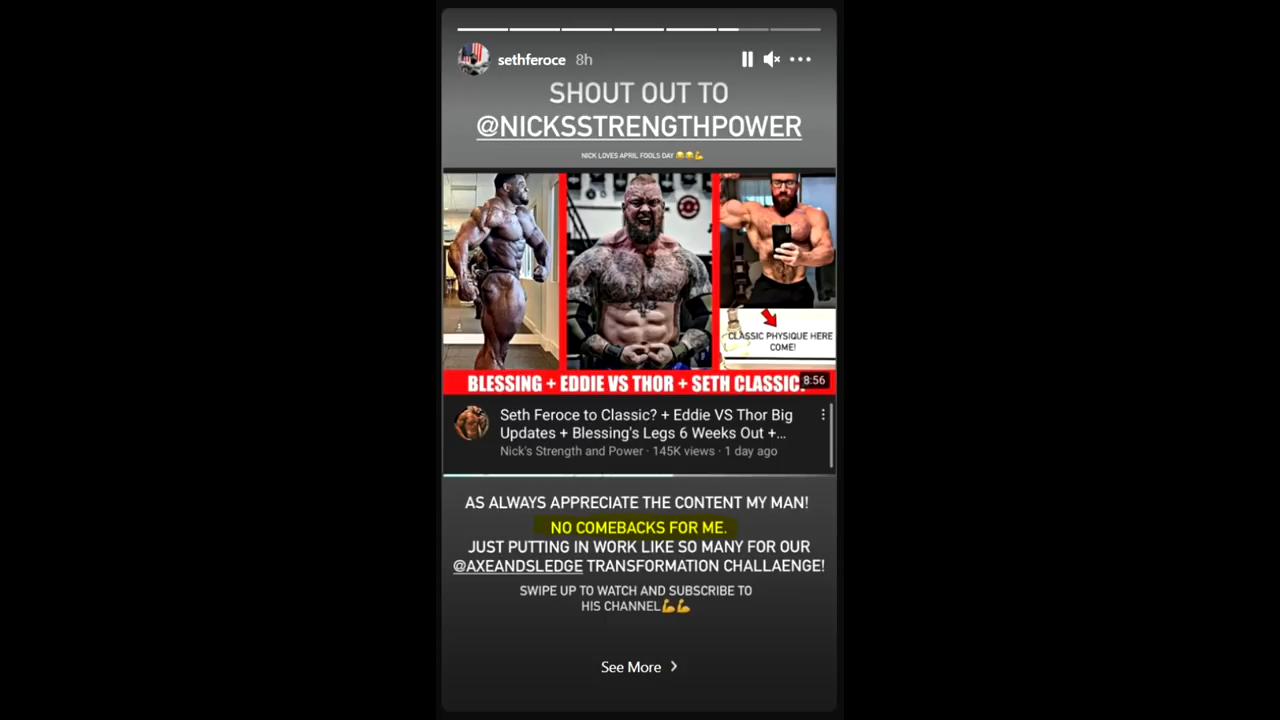 sethferoce 8h
SHOUT OUT TO
@NICKSSTRENGTHPOWER
NICK LOVES APRIL FOOLS DAY 😂😂💪
CLASSIC PHYSIQUE HERE
COME!
BLESSING + EDDIE VS THOR + SETH CLASSIC?
8:56
Seth Feroce to Classic? + Eddie VS Thor Big
Updates + Blessing's Legs 6 Weeks Out +...
Nick's Strength and Power · 145K views · 1 day ago
AS ALWAYS APPRECIATE THE CONTENT MY MAN!
NO COMEBACKS FOR ME.
JUST PUTTING IN WORK LIKE SO MANY FOR OUR
@AXEANDSLEDGE TRANSFORMATION CHALLAENGE!
SWIPE UP TO WATCH AND SUBSCRIBE TO
HIS CHANNEL💪💪
See More